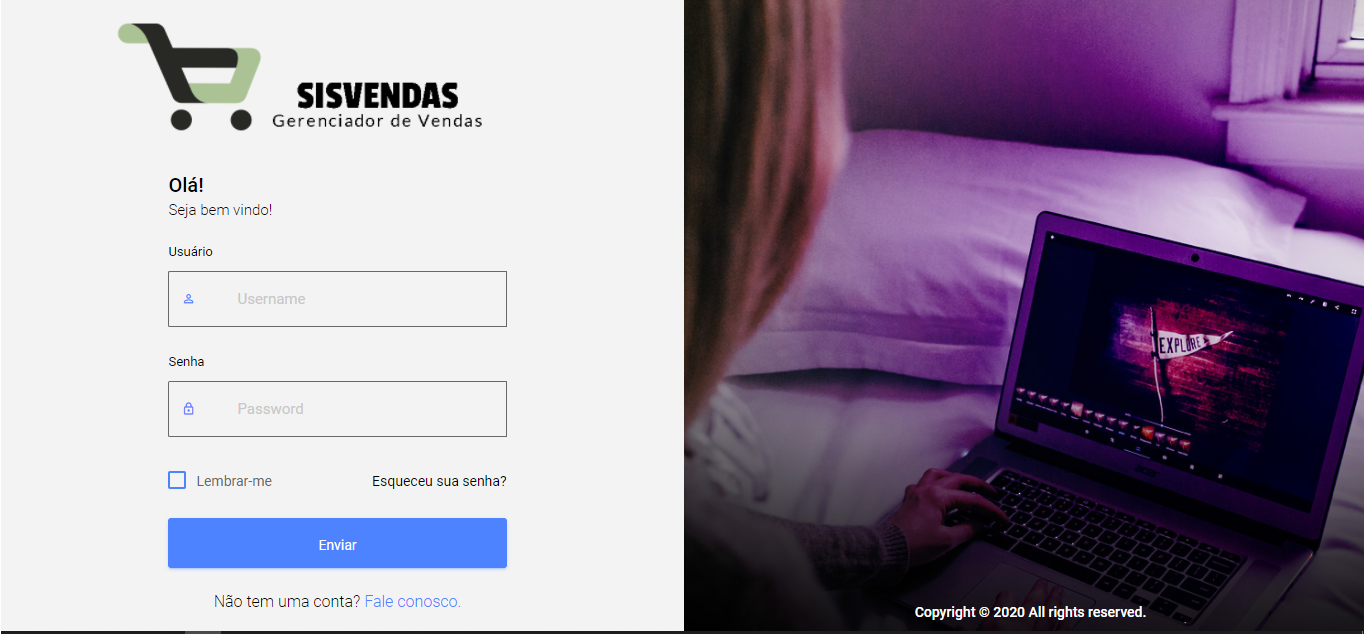 SISVENDAS
Gerenciador de Vendas
Olá!
Seja bem vindo!
Usuário
Username
Senha
Password
Lembrar-me
Esqueceu sua senha?
Enviar
Não tem uma conta? Fale conosco.
EXPLORE
Copyright © 2020 All rights reserved.